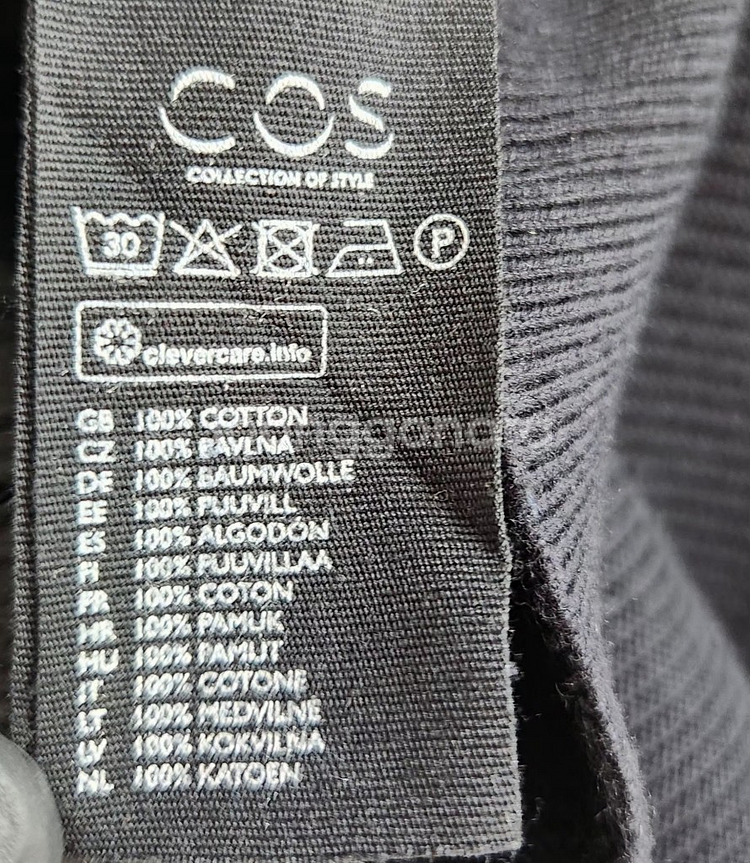 COS
COLLECTION OF STYLE
30 P
clevercare.info
GB 100% COTTON
CZ 100% BAVLNA
DE 100% BAUMWOLLE
EE 100% PUUVILL
ES 100% ALGODÓN
FI 100% PUUVILLAA
FR 100% COTON
HR 100% PAMUK
HU 100% PAMUT
IT 100% COTONE
LT 100% MEDVILNE
LV 100% KOKVILNA
NL 100% KATOEN